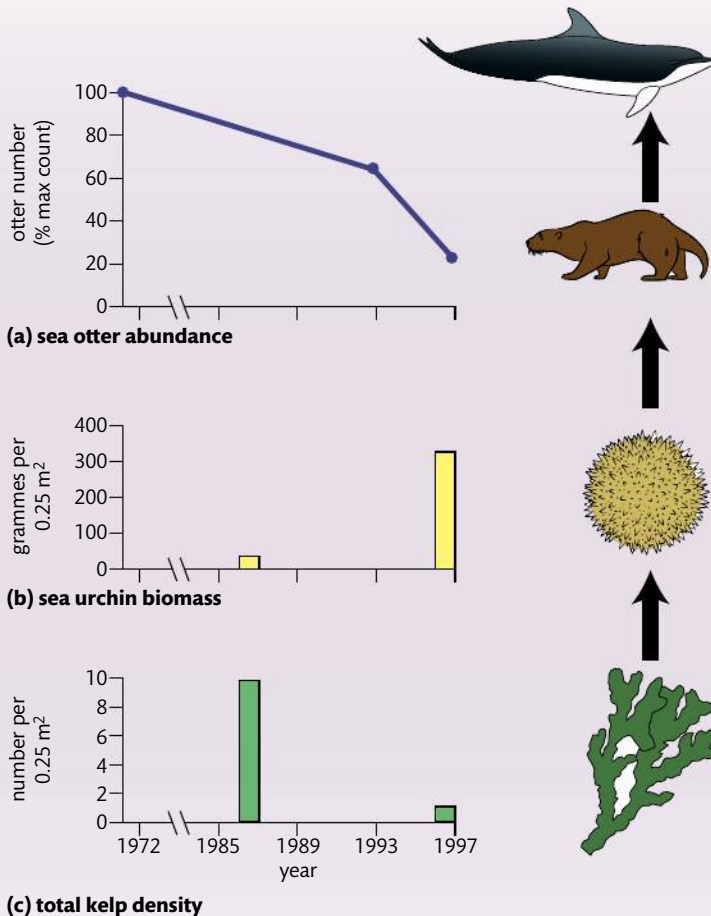 otter number
(% max count)
100
80
60
40
20
0
(a) sea otter abundance
grammes per
0.25 m²
400
300
200
100
0
(b) sea urchin biomass
number per
0.25 m²
10
8
6
4
2
0
1972 1985 1989 1993 1997
year
(c) total kelp density